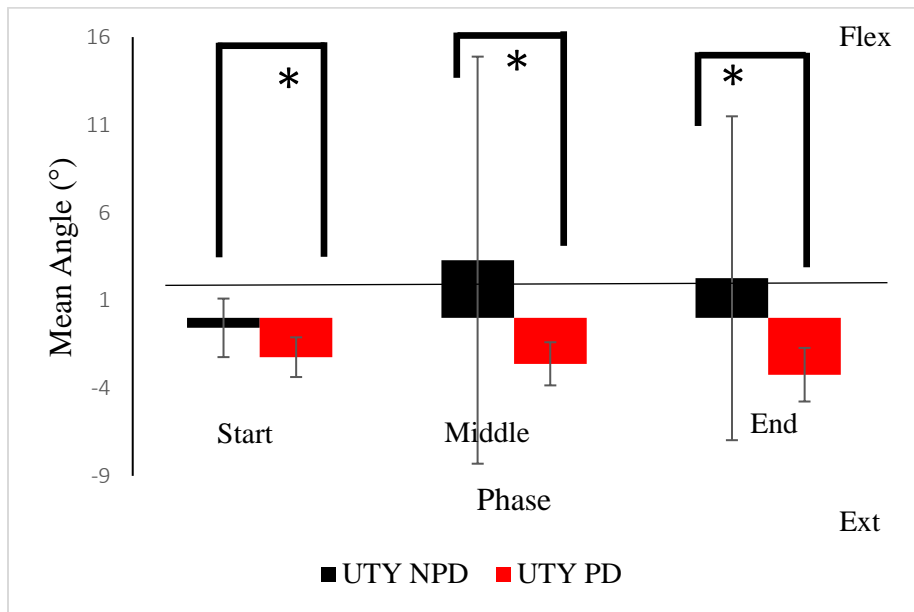 16
Flex
*
*
*
11
6
1
-4
-9
Mean Angle (°)
Start
Middle
End
Phase
Ext
UTY NPD
UTY PD